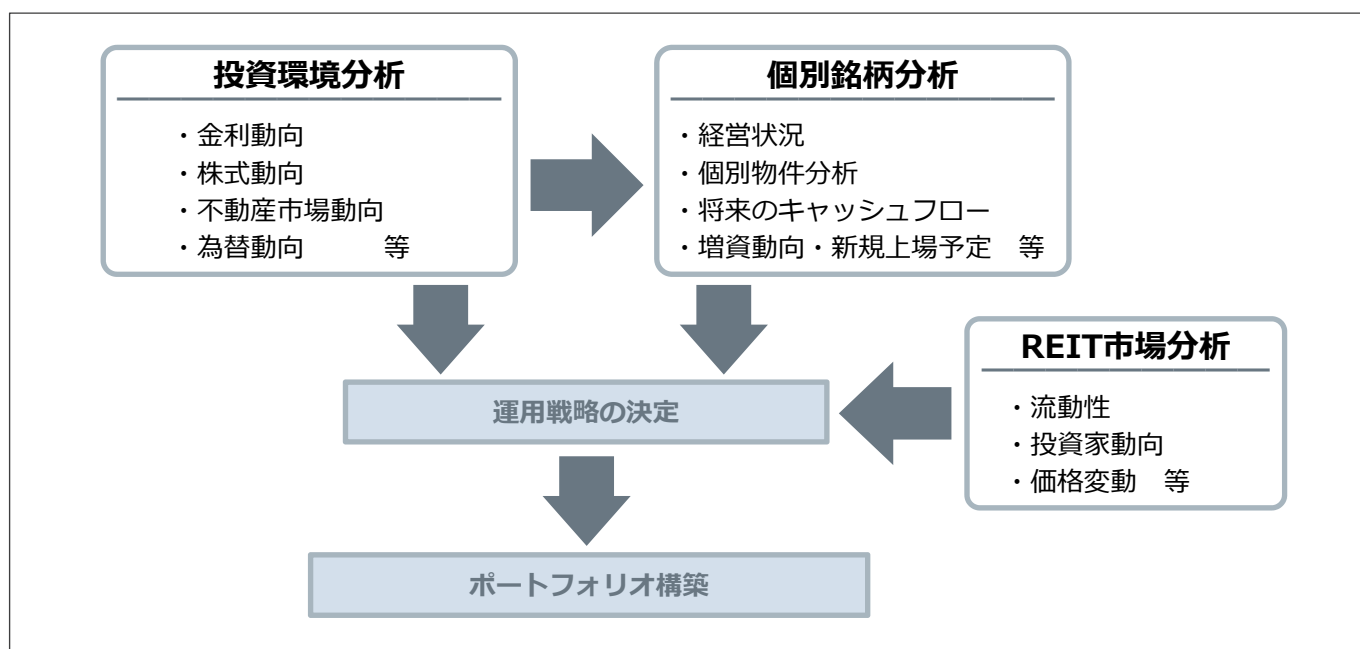 投資環境分析
・金利動向
・株式動向
・不動産市場動向
・為替動向　　　等
個別銘柄分析
・経営状況
・個別物件分析
・将来のキャッシュフロー
・増資動向・新規上場予定　等
REIT市場分析
・流動性
・投資家動向
・価格変動　等
運用戦略の決定
ポートフォリオ構築